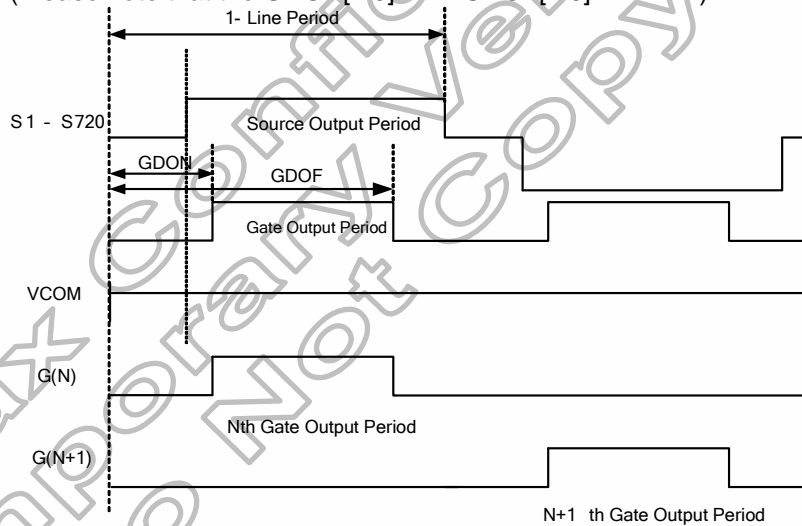 1- Line Period
S1 - S720
Source Output Period
GDON
GDOF
Gate Output Period
VCOM
G(N)
Nth Gate Output Period
G(N+1)
N+1 th Gate Output Period